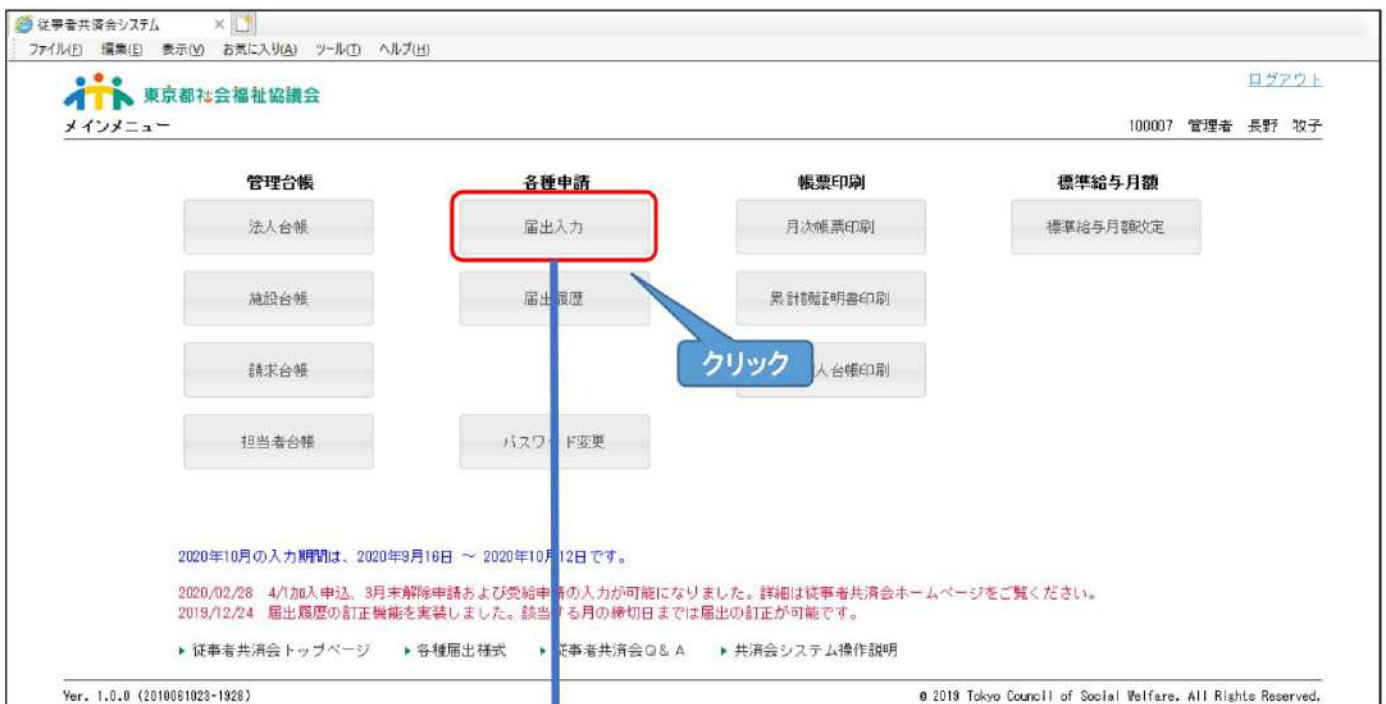 従事者共済会システム
ファイル(F) 編集(E) 表示(V) お気に入り(A) ツール(T) ヘルプ(H)
東京都社会福祉協議会
ログアウト
メインメニュー
100007 管理者 長野 牧子
管理台帳 各種申請 帳票印刷 標準給与月額
法人台帳 届出入力 月次帳票印刷 標準給与月額改定
施設台帳 届出履歴 累計額証明書印刷
請求台帳 クリック 人台帳印刷
担当者台帳 パスワード変更
2020年10月の入力期間は、2020年9月16日 ～ 2020年10月12日です。
2020/02/28 4/1加入申込、3月末解除申請および受給申請の入力が可能になりました。詳細は従事者共済会ホームページをご覧ください。
2019/12/24 届出履歴の訂正機能を実装しました。該当する月の締切日までは届出の訂正が可能です。
従事者共済会トップページ 各種届出様式 従事者共済会Q&A 共済会システム操作説明
Ver. 1.0.0 (2010061023-1928)
© 2019 Tokyo Council of Social Welfare. All Rights Reserved.